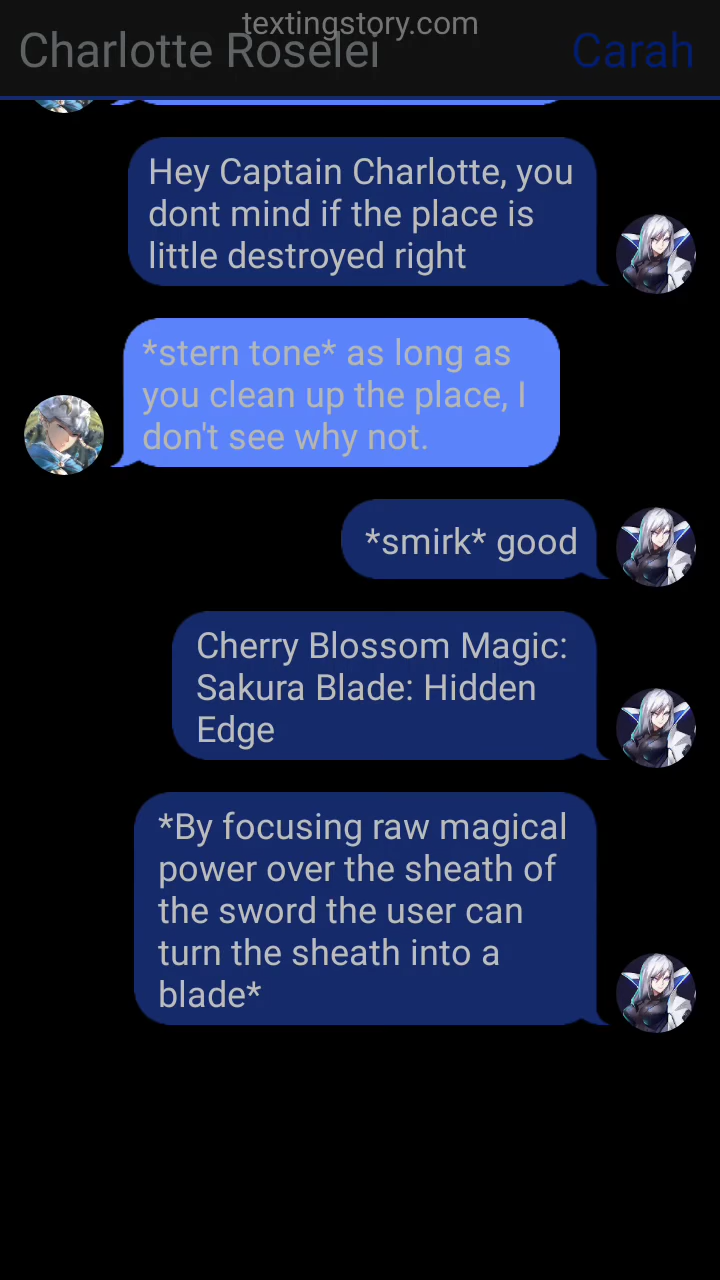 textingstory.com
Charlotte Roselei
Carah
Hey Captain Charlotte, you
dont mind if the place is
little destroyed right
*stern tone* as long as
you clean up the place, I
don't see why not.
*smirk* good
Cherry Blossom Magic:
Sakura Blade: Hidden
Edge
*By focusing raw magical
power over the sheath of
the sword the user can
turn the sheath into a
blade*